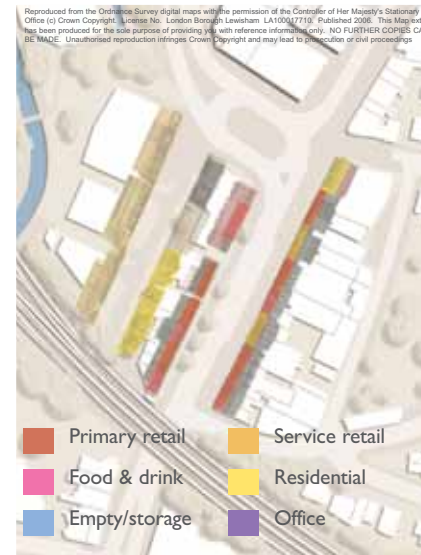 Reproduced from the Ordnance Survey digital maps with the permission of the Controller of Her Majesty's Stationary
Office (c) Crown Copyright. License No. London Borough Lewisham LA100017710. Published 2006. This Map ext
has been produced for the sole purpose of providing you with reference information only. NO FURTHER COPIES CA
BE MADE. Unauthorised reproduction infringes Crown Copyright and may lead to prosecution or civil proceedings
Primary retail
Service retail
Food & drink
Residential
Empty/storage
Office